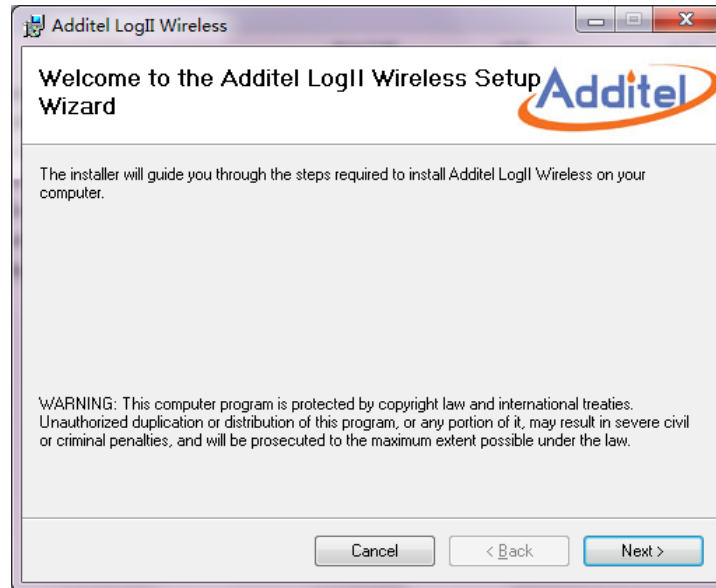 Additel LogII Wireless
Welcome to the Additel LogII Wireless Setup
Wizard
Additel
The installer will guide you through the steps required to install Additel LogII Wireless on your
computer.
WARNING: This computer program is protected by copyright law and international treaties.
Unauthorized duplication or distribution of this program, or any portion of it, may result in severe civil
or criminal penalties, and will be prosecuted to the maximum extent possible under the law.
Cancel
< Back
Next >